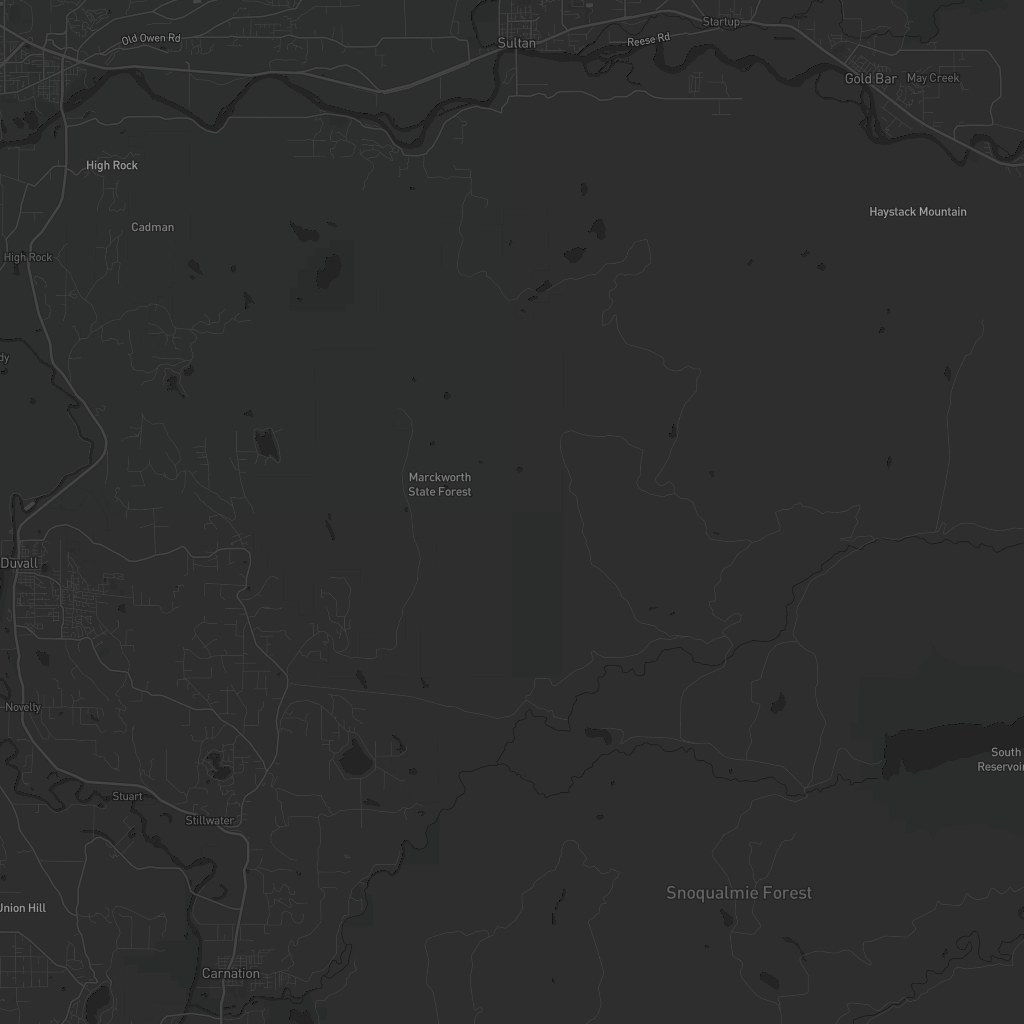 Startup
Old Owen Rd
Reese Rd
Sultan
Gold Bar
May Creek
High Rock
Haystack Mountain
Cadman
High Rock
dy
Marckworth
State Forest
Duvall
Novelty
South
Reservoir
Stuart
Stillwater
Snoqualmie Forest
Union Hill
Carnation